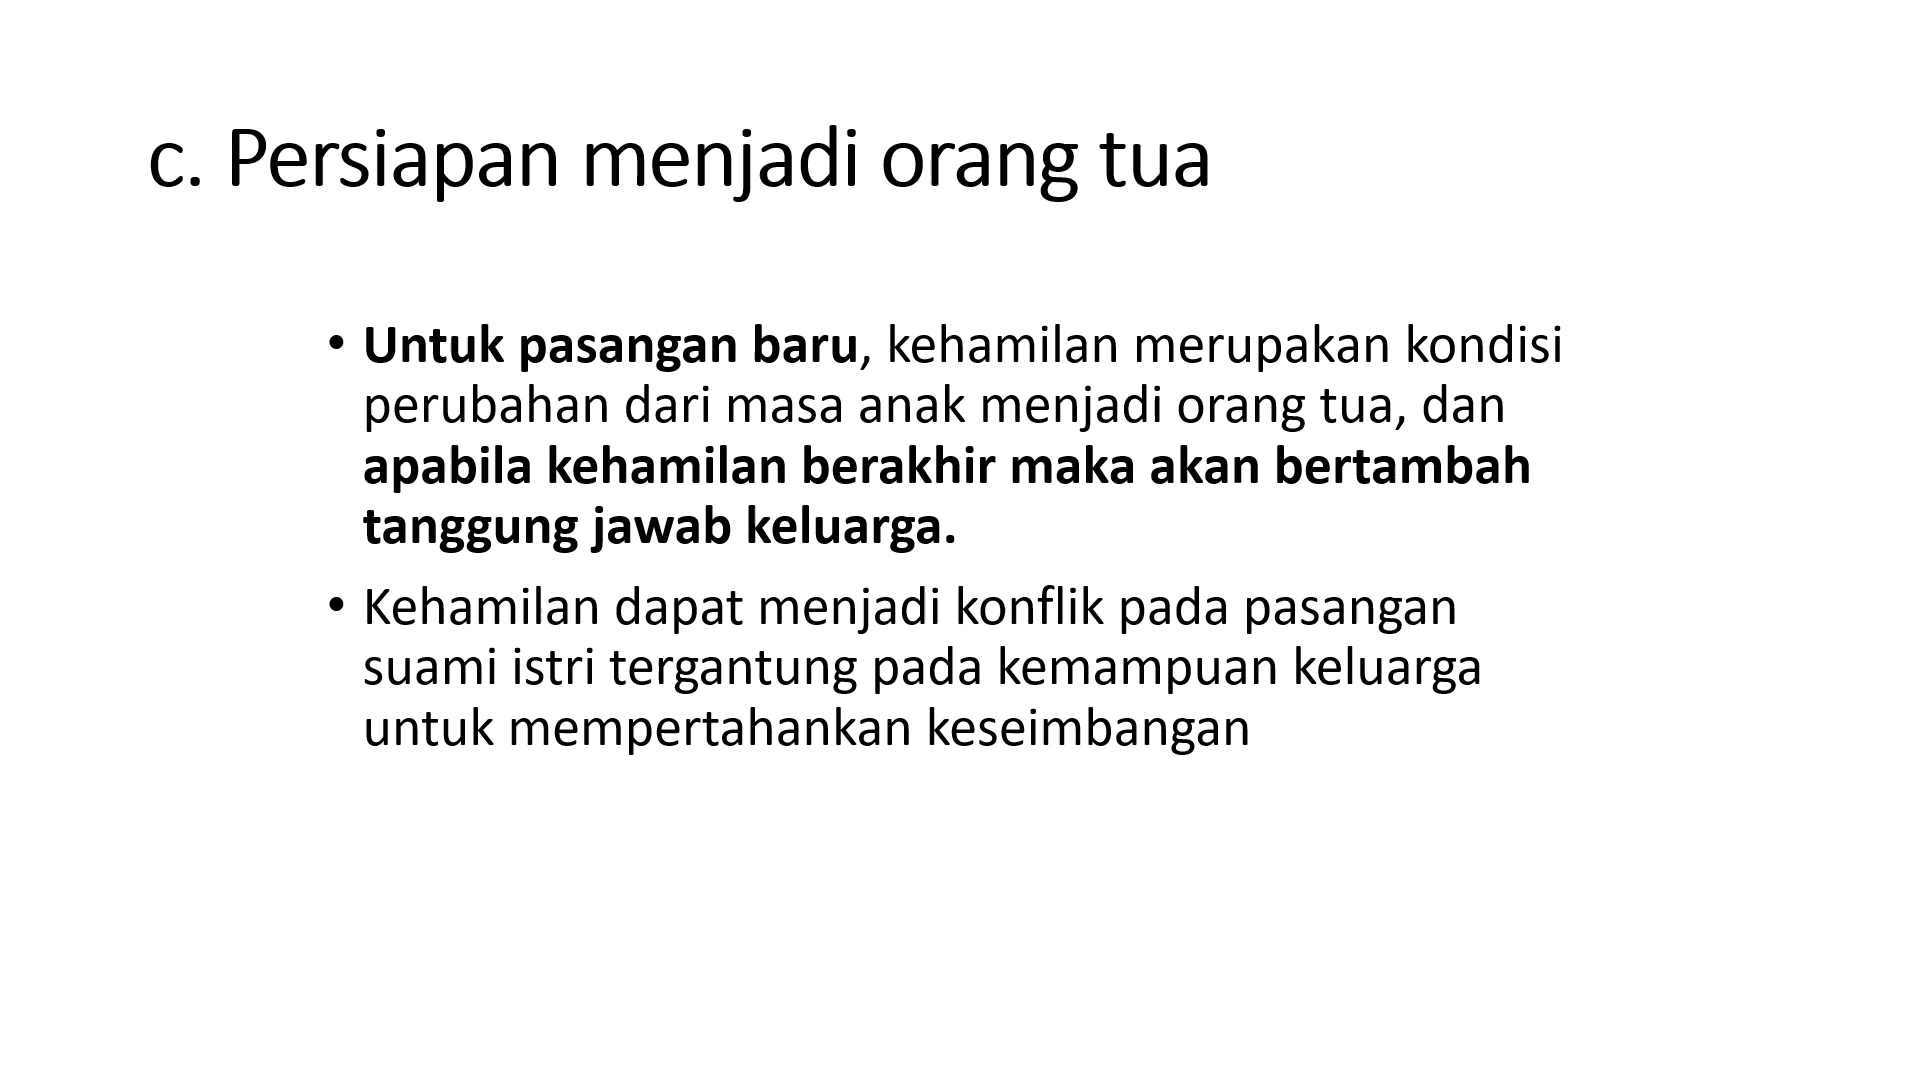 c. Persiapan menjadi orang tua
• Untuk pasangan baru, kehamilan merupakan kondisi
perubahan dari masa anak menjadi orang tua, dan
apabila kehamilan berakhir maka akan bertambah
tanggung jawab keluarga.
• Kehamilan dapat menjadi konflik pada pasangan
suami istri tergantung pada kemampuan keluarga
untuk mempertahankan keseimbangan